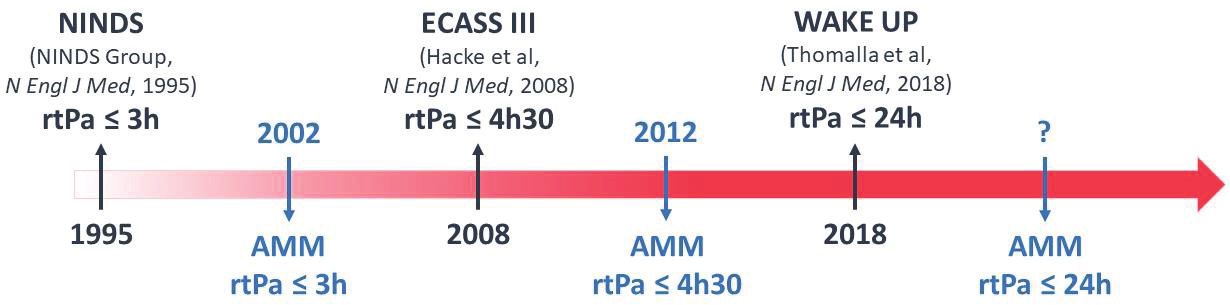 NINDS
(NINDS Group,
N Engl J Med, 1995)
rtPa ≤ 3h
1995
2002
AMM
rtPa ≤ 3h
ECASS III
(Hacke et al,
N Engl J Med, 2008)
rtPa ≤ 4h30
2008
2012
AMM
rtPa ≤ 4h30
WAKE UP
(Thomalla et al,
N Engl J Med, 2018)
rtPa ≤ 24h
2018
?
AMM
rtPa ≤ 24h